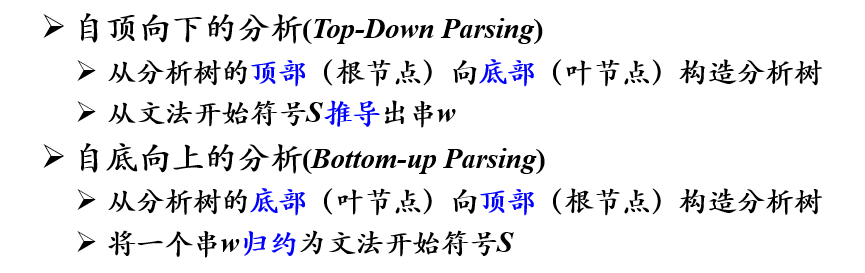 ➢ 自顶向下的分析(Top-Down Parsing)
➢ 从分析树的顶部（根节点）向底部（叶节点）构造分析树
➢ 从文法开始符号S推导出串w
➢ 自底向上的分析(Bottom-up Parsing)
➢ 从分析树的底部（叶节点）向顶部（根节点）构造分析树
➢ 将一个串w归约为文法开始符号S